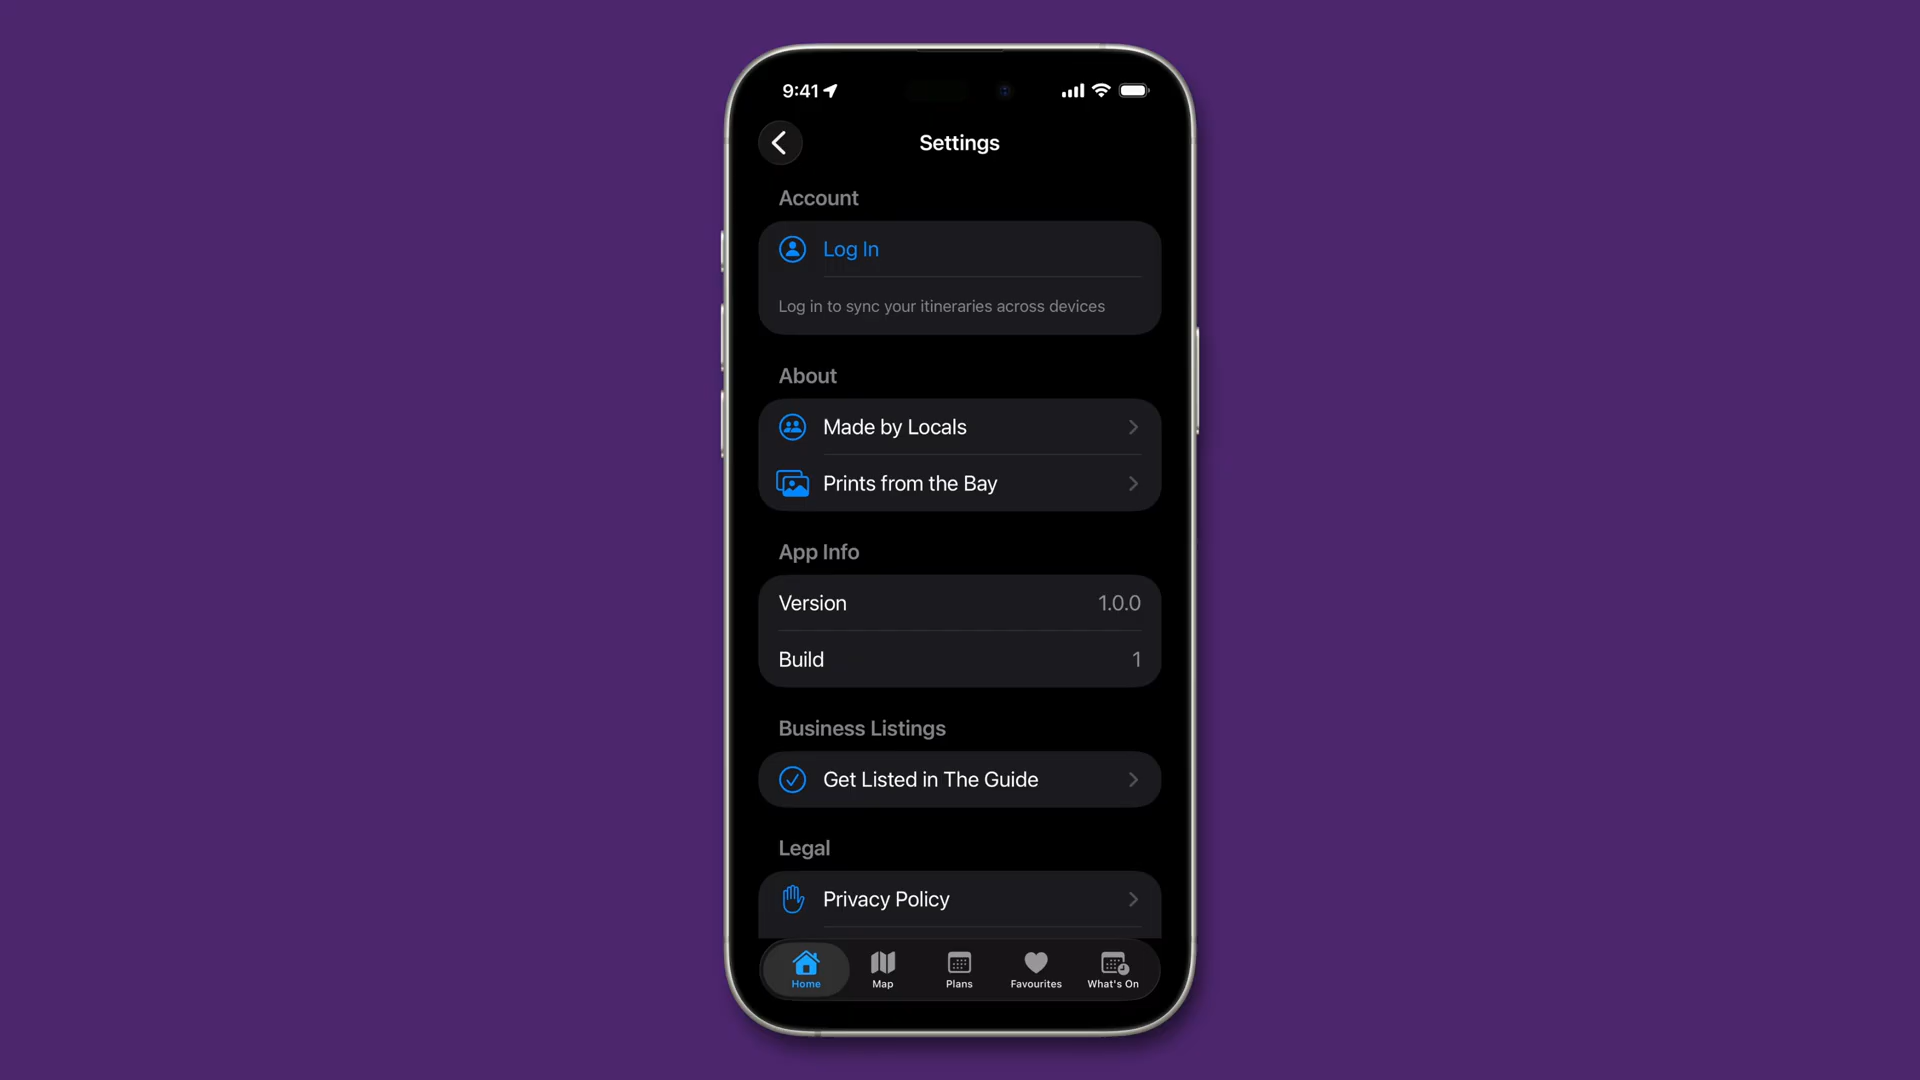 9:41
Settings
Account
Log In
Log in to sync your itineraries across devices
About
Made by Locals
Prints from the Bay
App Info
Version 1.0.0
Build 1
Business Listings
Get Listed in The Guide
Legal
Privacy Policy
Home Map Plans Favourites What's On